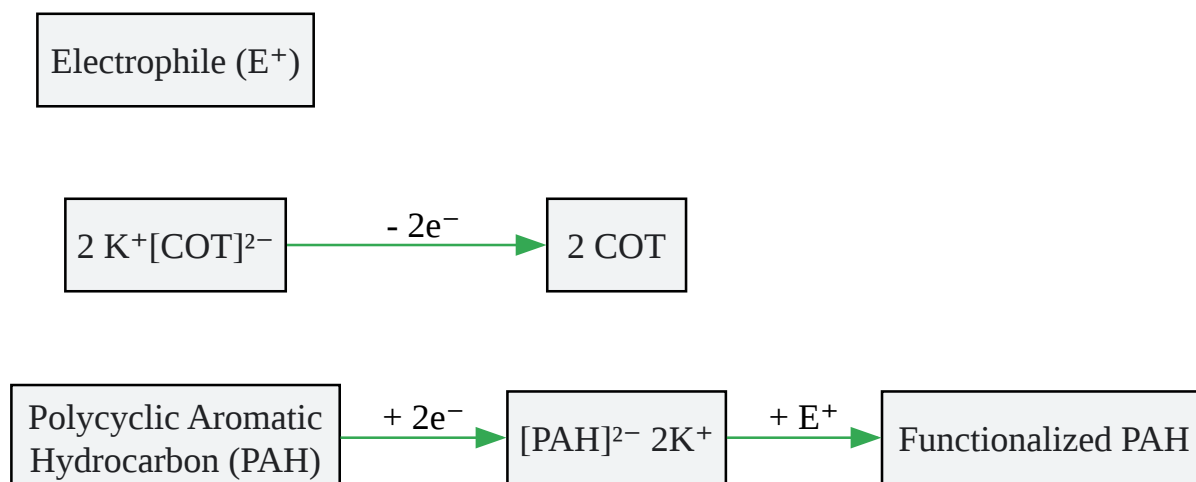 Electrophile (E⁺)
2 K⁺[COT]²⁻
- 2e⁻
2 COT
Polycyclic Aromatic
Hydrocarbon (PAH)
+ 2e⁻
[PAH]²⁻ 2K⁺
+ E⁺
Functionalized PAH